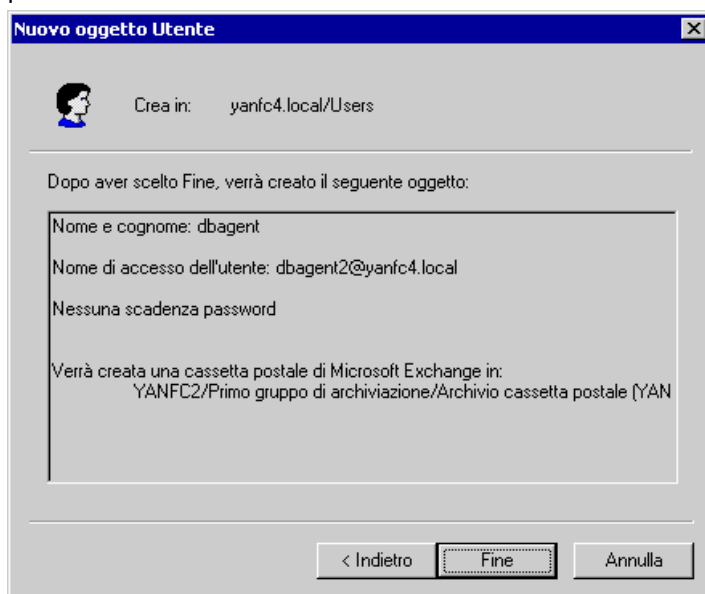 Nuovo oggetto Utente
Crea in: yanfc4.local/Users
Dopo aver scelto Fine, verrà creato il seguente oggetto:
Nome e cognome: dbagent
Nome di accesso dell'utente: dbagent2@yanfc4.local
Nessuna scadenza password
Verrà creata una cassetta postale di Microsoft Exchange in:
YANFC2/Primo gruppo di archiviazione/Archivio cassetta postale (YAN
< Indietro Fine Annulla